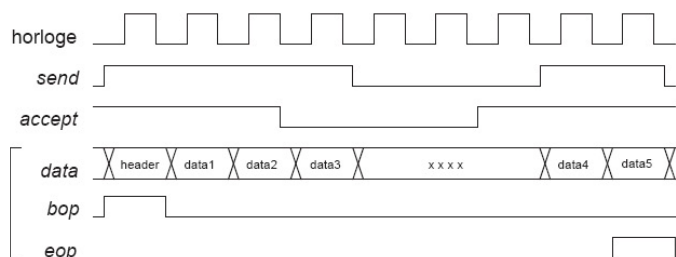 horloge
send
accept
data header data1 data2 data3 x x x x data4 data5
bop
eop